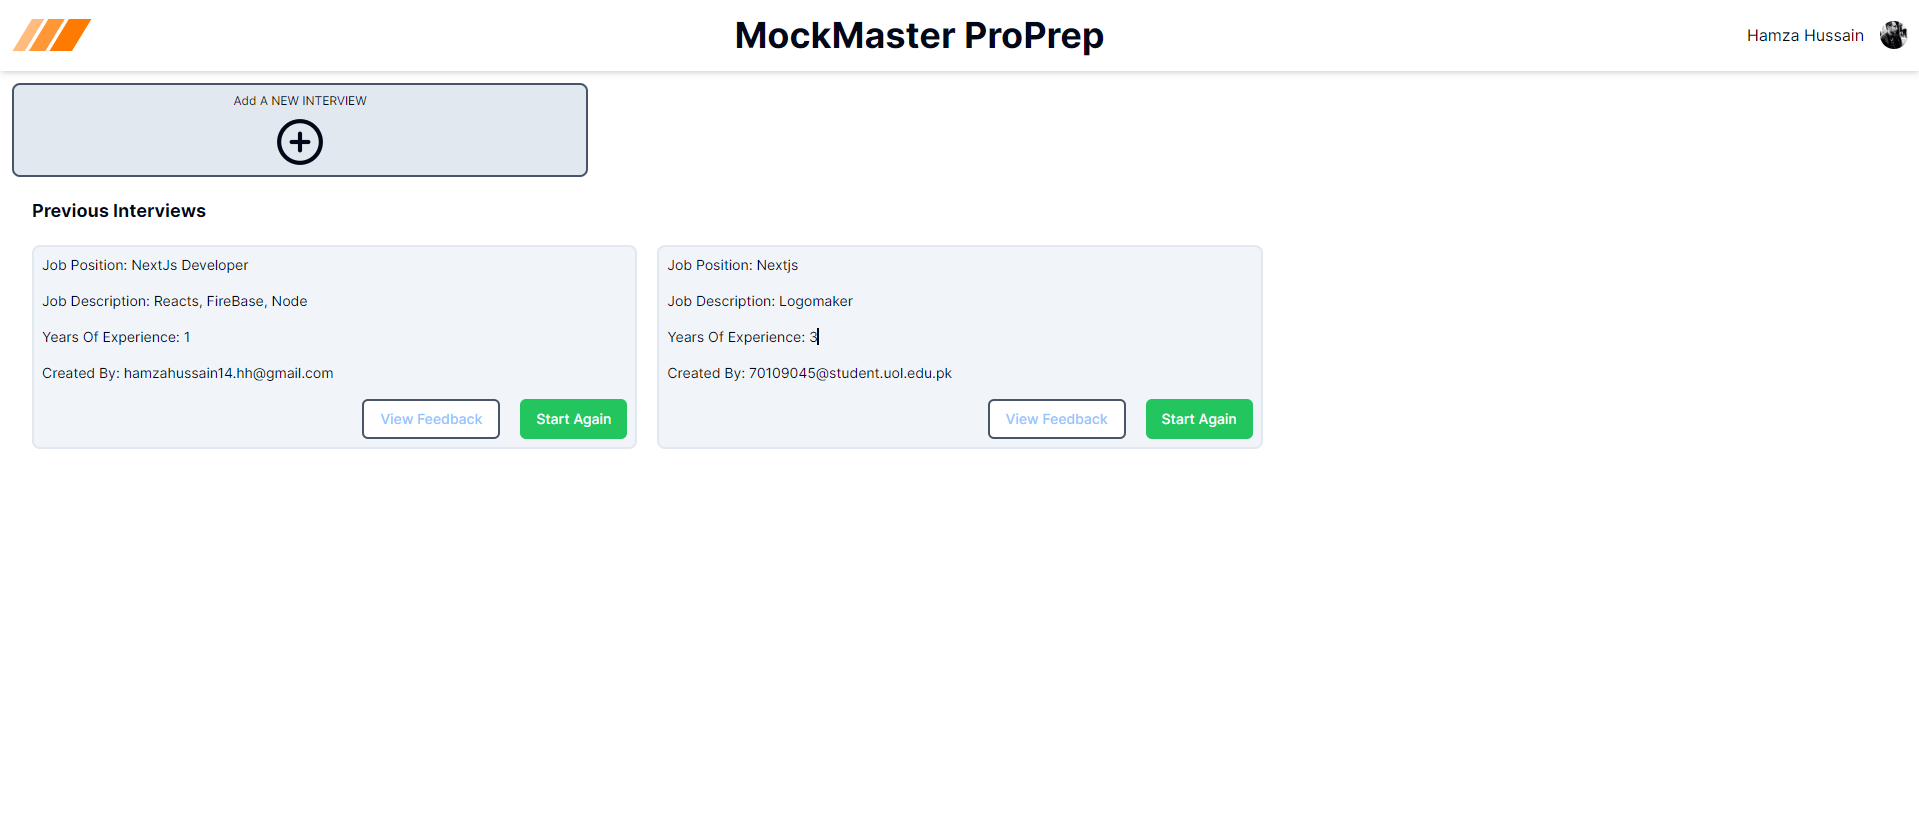 MockMaster ProPrep
Hamza Hussain
Add A NEW INTERVIEW
Previous Interviews
Job Position: NextJs Developer
Job Description: Reacts, FireBase, Node
Years Of Experience: 1
Created By: hamzahussain14.hh@gmail.com
View Feedback
Start Again
Job Position: Nextjs
Job Description: Logomaker
Years Of Experience: 3
Created By: 70109045@student.uol.edu.pk
View Feedback
Start Again